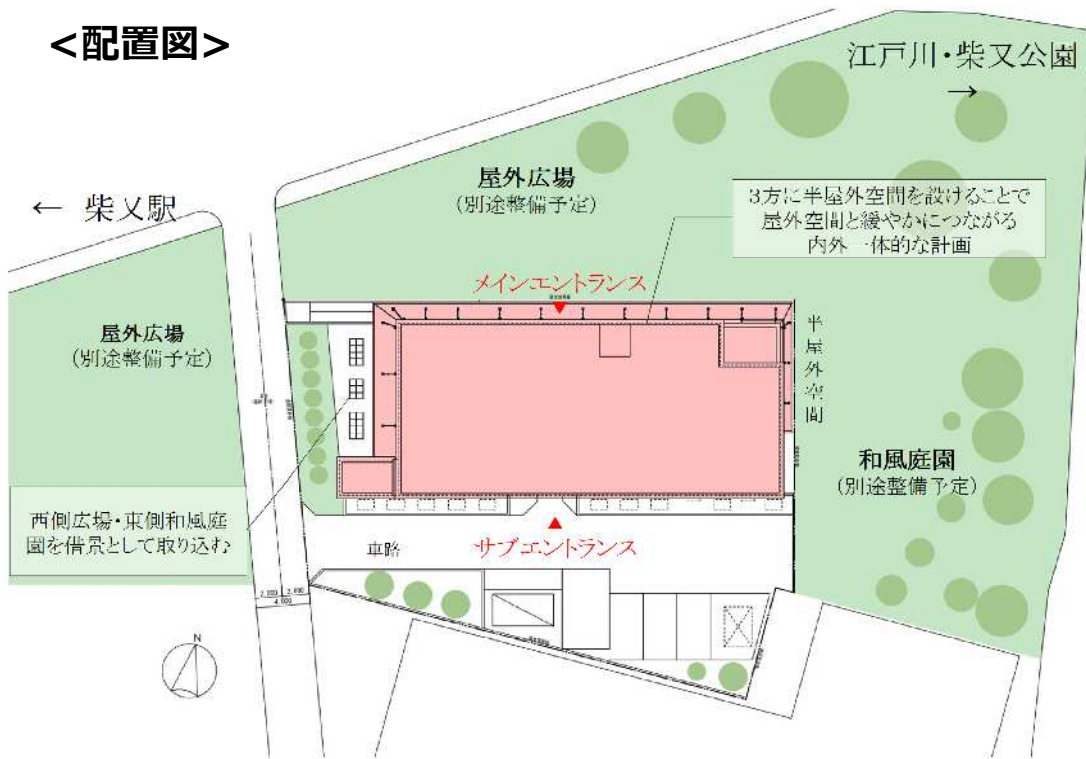 <配置図>
江戸川・柴又公園
→
← 柴又駅
屋外広場
(別途整備予定)
3方に半屋外空間を設けることで
屋外空間と緩やかにつながる
内外一体的な計画
メインエントランス
屋外広場
(別途整備予定)
半屋外空間
和風庭園
(別途整備予定)
西側広場・東側和風庭
園を借景として取り込む
車路
サブエントランス
2,000 2,000
4,000
N